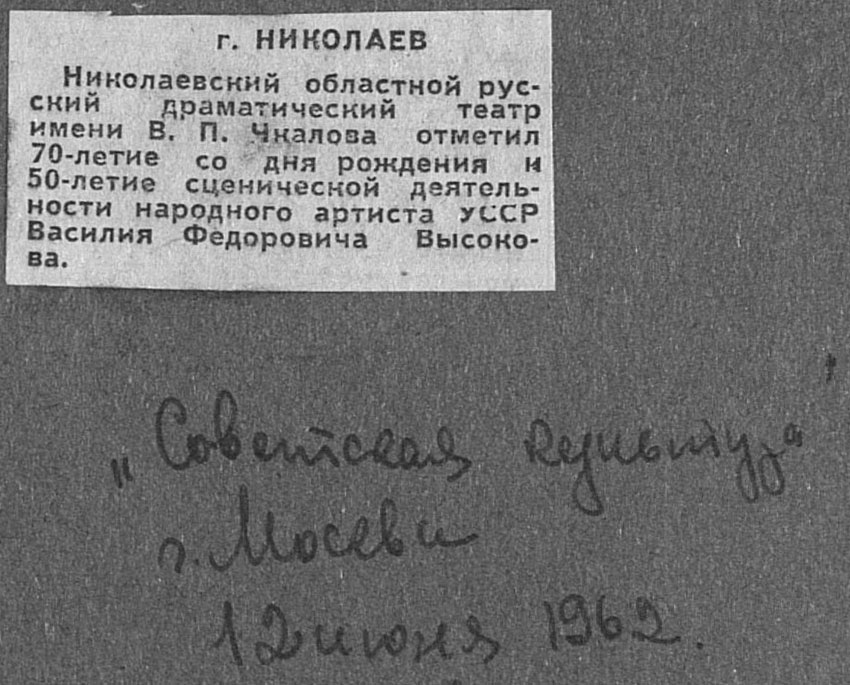 г. НИКОЛАЕВ
Николаевский областной рус-
ский драматический театр
имени В. П. Чкалова отметил
70-летие со дня рождения и
50-летие сценической деятель-
ности народного артиста УССР
Василия Федоровича Высоко-
ва.
„Советская культура“
г. Москва
12 июня 1962.